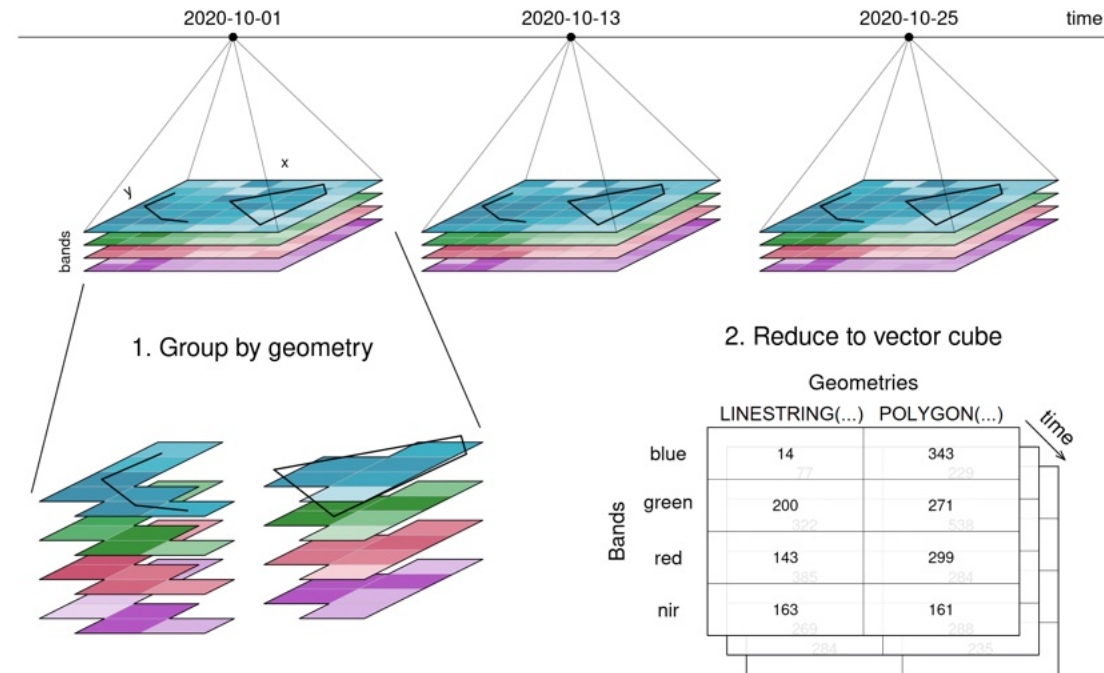 2020-10-01 2020-10-13 2020-10-25 time
x
y
bands
1. Group by geometry
2. Reduce to vector cube
Geometries
LINESTRING(...) POLYGON(...)
time
Bands
blue 14 343
77 229
green 200 271
322 538
red 143 299
385 284
nir 163 161
269 288
284 235